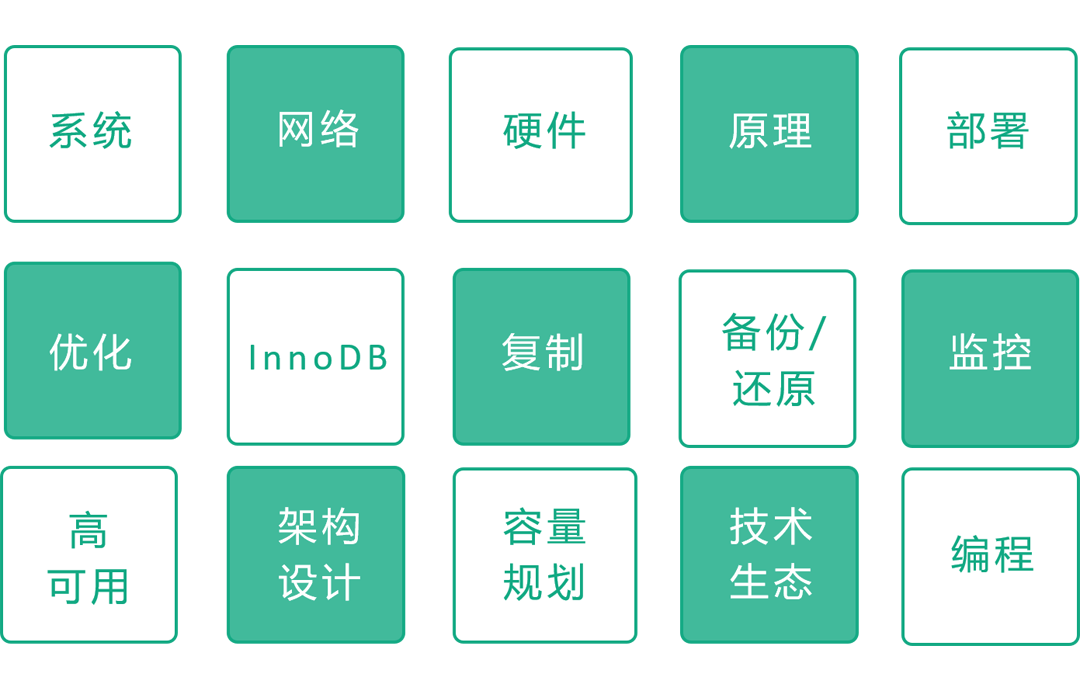 系统
网络
硬件
原理
部署
优化
InnoDB
复制
备份/
还原
监控
高
可用
架构
设计
容量
规划
技术
生态
编程